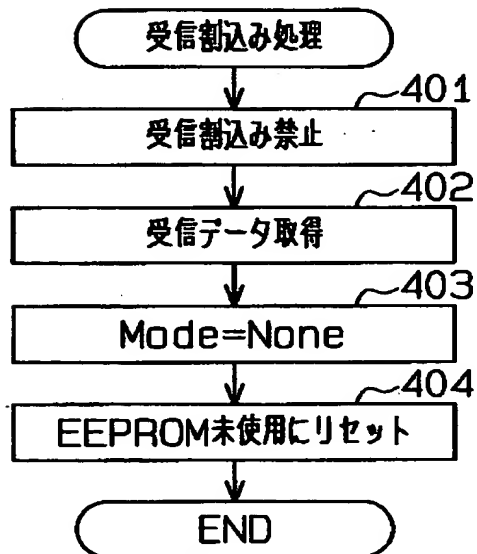 受信割込み処理
401
受信割込み禁止
402
受信データ取得
403
Mode=None
404
EEPROM未使用にリセット
END